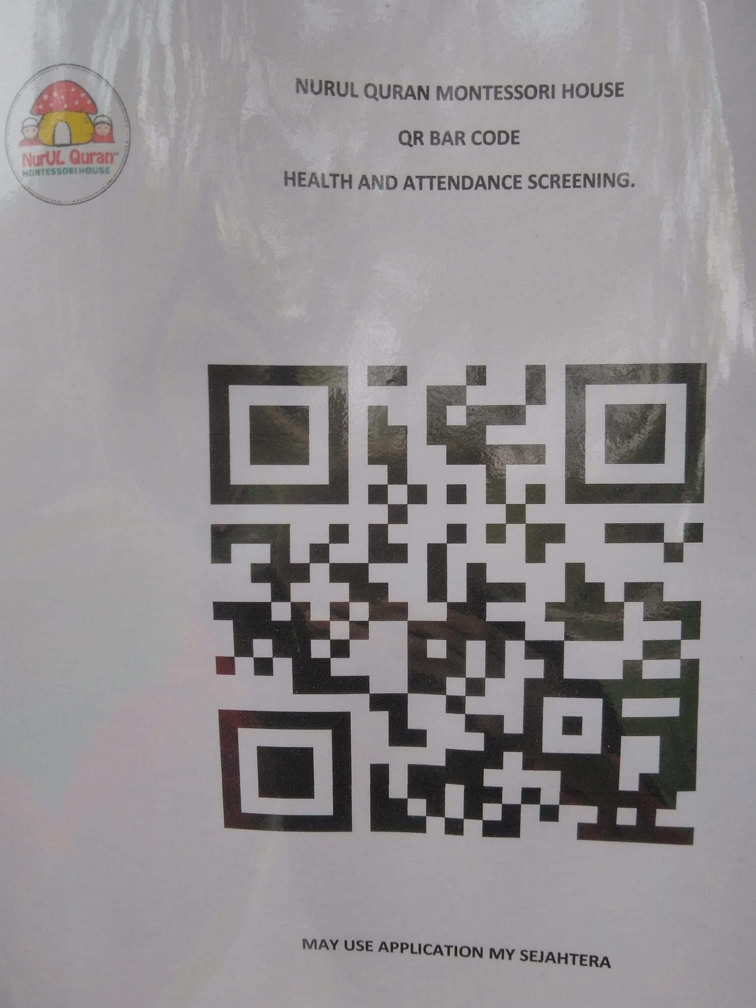 NURUL QURAN MONTESSORI HOUSE
QR BAR CODE
HEALTH AND ATTENDANCE SCREENING.
NurUL Quran
MONTESSORI HOUSE
MAY USE APPLICATION MY SEJAHTERA